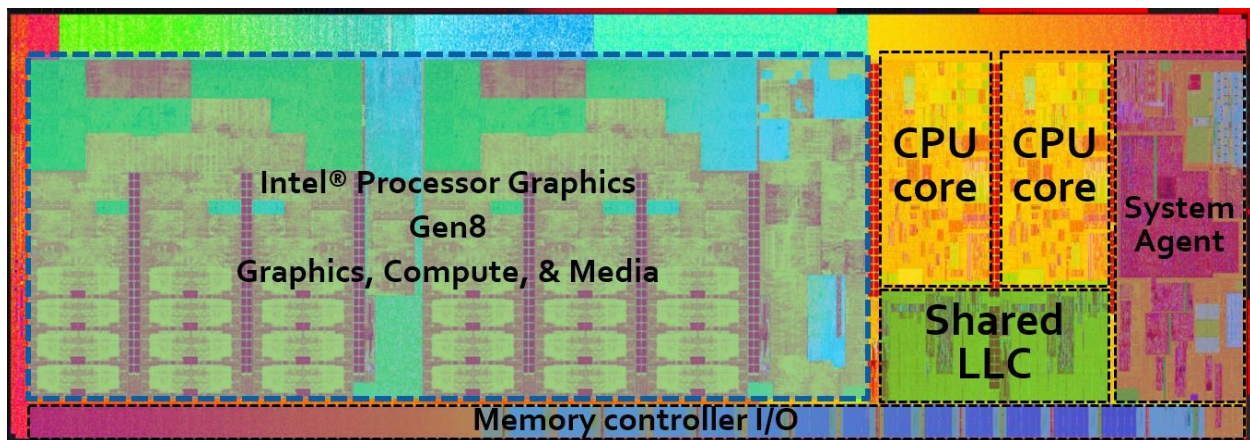 Intel® Processor Graphics
Gen8
Graphics, Compute, & Media
CPU
core
CPU
core
System
Agent
Shared
LLC
Memory controller I/O